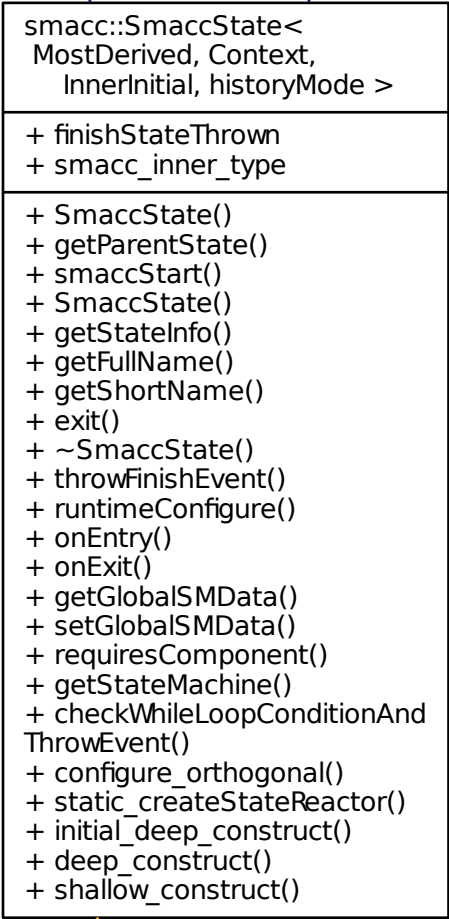 smacc::SmaccState<
MostDerived, Context,
InnerInitial, historyMode >
+ finishStateThrown
+ smacc_inner_type
+ SmaccState()
+ getParentState()
+ smaccStart()
+ SmaccState()
+ getStateInfo()
+ getFullName()
+ getShortName()
+ exit()
+ ~SmaccState()
+ throwFinishEvent()
+ runtimeConfigure()
+ onEntry()
+ onExit()
+ getGlobalSMData()
+ setGlobalSMData()
+ requiresComponent()
+ getStateMachine()
+ checkWhileLoopConditionAnd
ThrowEvent()
+ configure_orthogonal()
+ static_createStateReactor()
+ initial_deep_construct()
+ deep_construct()
+ shallow_construct()